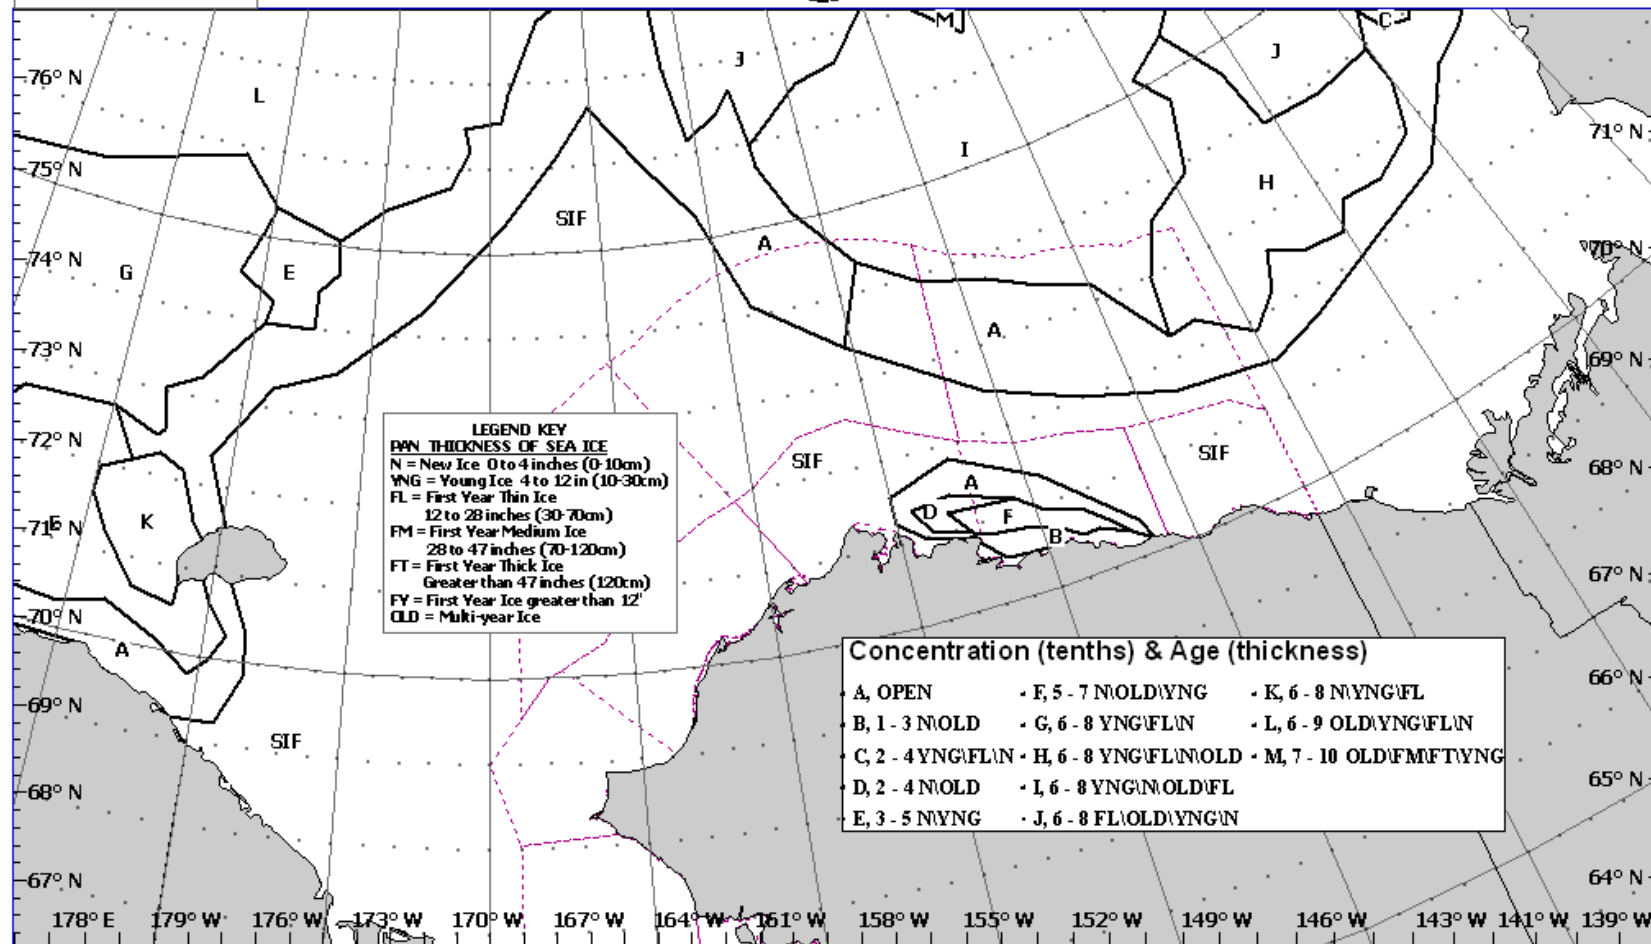 M
C
J
J
76° N
L
71° N
I
75° N
H
SIF
A
70° N
74° N
G
E
A
73° N
69° N
72° N
LEGEND KEY
PAN THICKNESS OF SEA ICE
N = New Ice 0 to 4 inches (0-10cm)
YNG = Young Ice 4 to 12 in (10-30cm)
FL = First Year Thin Ice
12 to 28 inches (30-70cm)
FM = First Year Medium Ice
28 to 47 inches (70-120cm)
FT = First Year Thick Ice
Greater than 47 inches (120cm)
FY = First Year Ice greater than 12"
OLD = Multi-year Ice
SIF
SIF
68° N
A
D
F
B
K
E
71° N
67° N
70° N
A
66° N
69° N
SIF
68° N
65° N
67° N
64° N
Concentration (tenths) & Age (thickness)
A, OPEN
B, 1 - 3 N\OLD
C, 2 - 4 YNG\FL\N
D, 2 - 4 N\OLD
E, 3 - 5 N\YNG
F, 5 - 7 N\OLD\YNG
G, 6 - 8 YNG\FL\N
H, 6 - 8 YNG\FL\N\OLD
I, 6 - 8 YNG\N\OLD\FL
J, 6 - 8 FL\OLD\YNG\N
K, 6 - 8 N\YNG\FL
L, 6 - 9 OLD\YNG\FL\N
M, 7 - 10 OLD\FM\FT\YNG
178° E 179° W 176° W 173° W 170° W 167° W 164° W 161° W 158° W 155° W 152° W 149° W 146° W 143° W 141° W 139° W